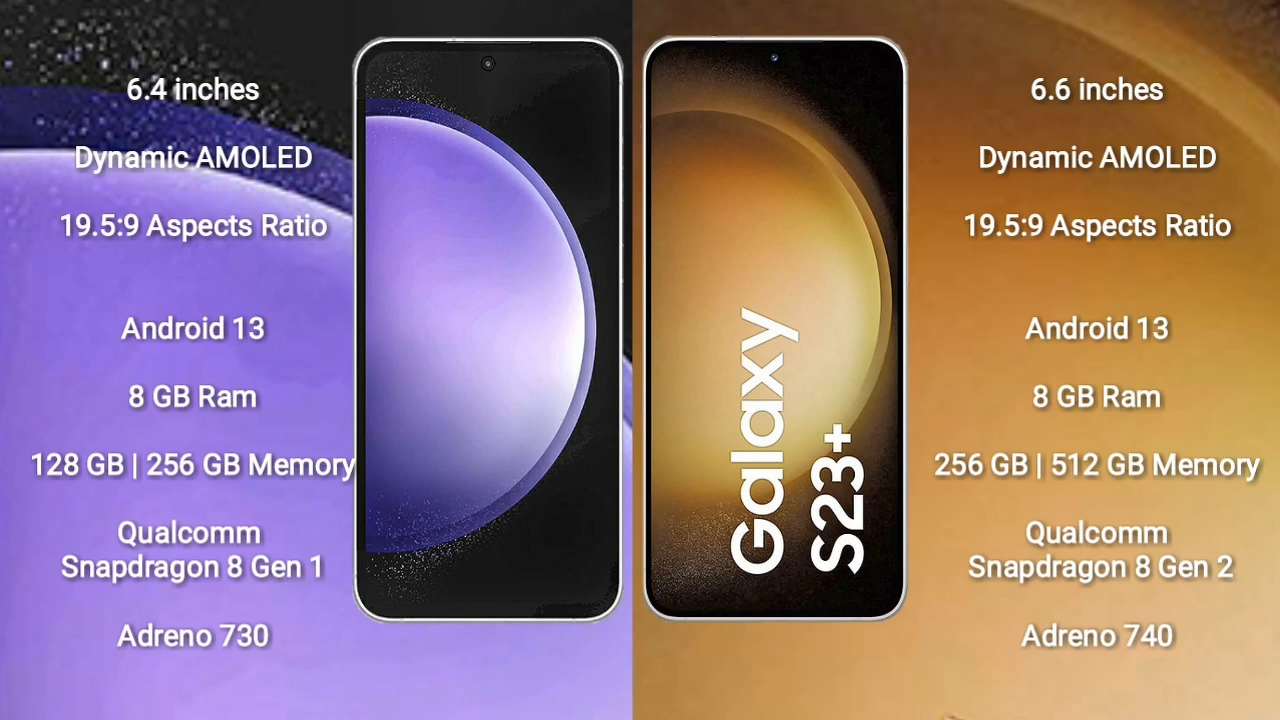 6.4 inches
Dynamic AMOLED
19.5:9 Aspects Ratio
Android 13
8 GB Ram
128 GB | 256 GB Memory
Qualcomm
Snapdragon 8 Gen 1
Adreno 730
Galaxy
S23+
6.6 inches
Dynamic AMOLED
19.5:9 Aspects Ratio
Android 13
8 GB Ram
256 GB | 512 GB Memory
Qualcomm
Snapdragon 8 Gen 2
Adreno 740